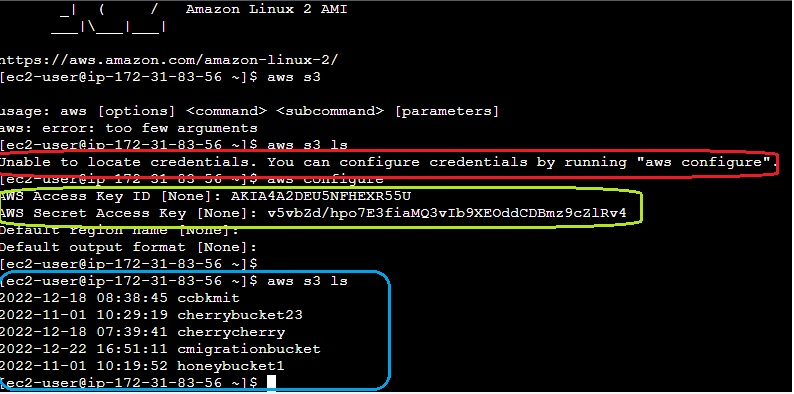 _| ( / Amazon Linux 2 AMI
___|\___|___|
https://aws.amazon.com/amazon-linux-2/
[ec2-user@ip-172-31-83-56 ~]$ aws s3
usage: aws [options] <command> <subcommand> [parameters]
aws: error: too few arguments
[ec2-user@ip-172-31-83-56 ~]$ aws s3 ls
Unable to locate credentials. You can configure credentials by running "aws configure".
[ec2-user@ip-172-31-83-56 ~]$ aws configure
AWS Access Key ID [None]: AKIA4A2DEU5NFHEXR55U
AWS Secret Access Key [None]: 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
Default region name [None]:
Default output format [None]:
[ec2-user@ip-172-31-83-56 ~]$
[ec2-user@ip-172-31-83-56 ~]$ aws s3 ls
2022-12-18 08:38:45 ccbkmit
2022-11-01 10:29:19 cherrybucket23
2022-12-18 07:39:41 cherrycherry
2022-12-22 16:51:11 cmigrationbucket
2022-11-01 10:19:52 honeybucket1
[ec2-user@ip-172-31-83-56 ~]$